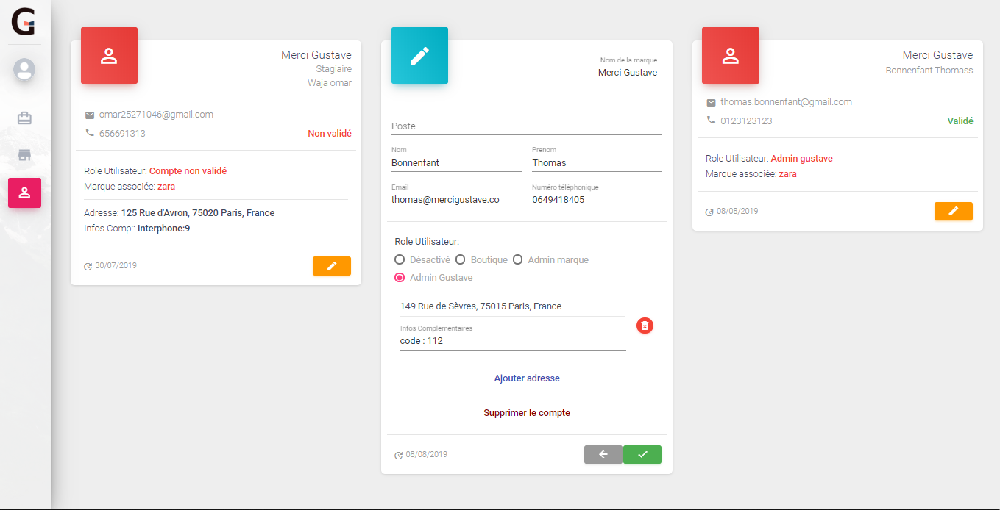 G
Merci Gustave
Stagiaire
Waja omar
omar25271046@gmail.com
656691313
Non validé
Role Utilisateur: Compte non validé
Marque associée: zara
Adresse: 125 Rue d'Avron, 75020 Paris, France
Infos Comp:: Interphone:9
30/07/2019
Nom de la marque
Merci Gustave
Poste
Nom
Prenom
Bonnenfant
Thomas
Email
Numéro téléphonique
thomas@mercigustave.co
0649418405
Role Utilisateur:
Désactivé Boutique Admin marque
Admin Gustave
149 Rue de Sèvres, 75015 Paris, France
Infos Complementaires
code : 112
Ajouter adresse
Supprimer le compte
08/08/2019
Merci Gustave
Bonnenfant Thomass
thomas.bonnenfant@gmail.com
0123123123
Validé
Role Utilisateur: Admin gustave
Marque associée: zara
08/08/2019